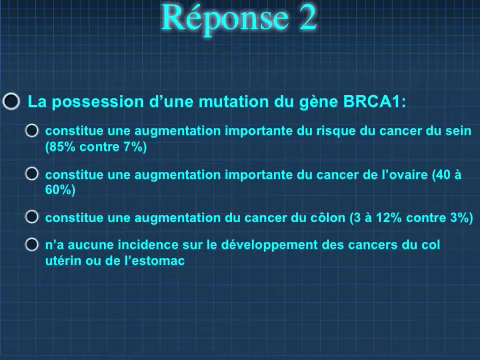 Réponse 2
La possession d’une mutation du gène BRCA1:
constitue une augmentation importante du risque du cancer du sein
(85% contre 7%)
constitue une augmentation importante du cancer de l’ovaire (40 à
60%)
constitue une augmentation du cancer du côlon (3 à 12% contre 3%)
n’a aucune incidence sur le développement des cancers du col
utérin ou de l’estomac